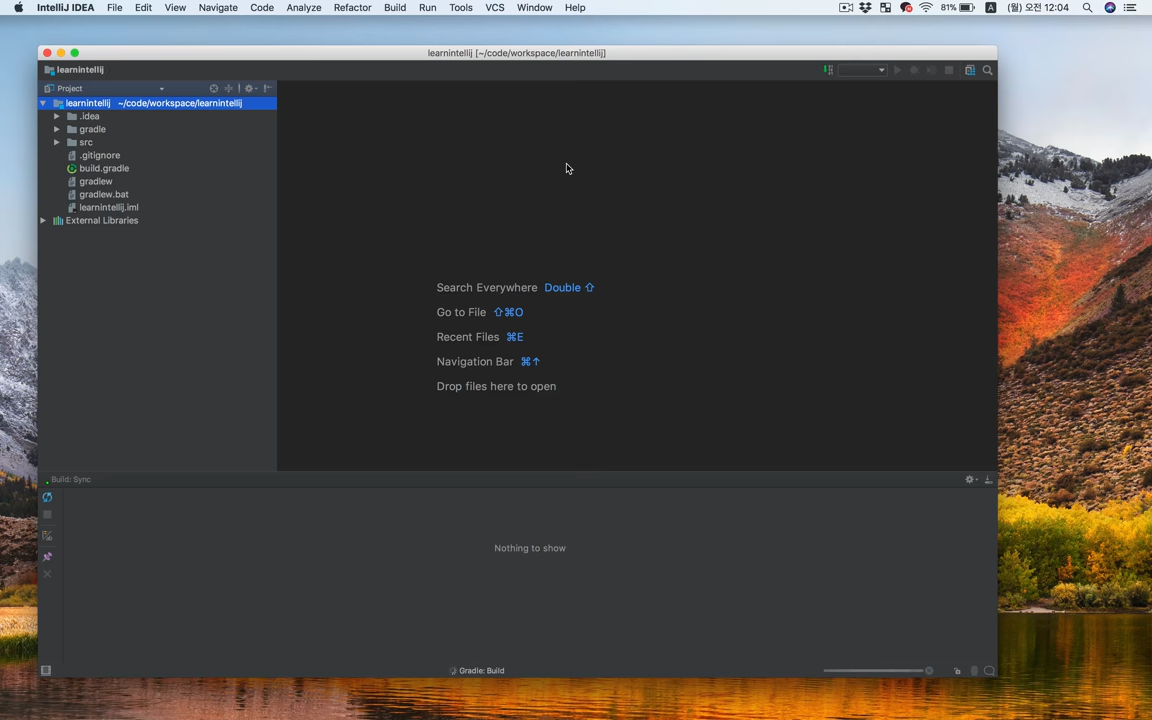 IntelliJ IDEA File Edit View Navigate Code Analyze Refactor Build Run Tools VCS Window Help 81% A (월) 오전 12:04
learnintellij [~/code/workspace/learnintellij]
learnintellij
Project
learnintellij ~/code/workspace/learnintellij
.idea
gradle
src
.gitignore
build.gradle
gradlew
gradlew.bat
learnintellij.iml
External Libraries
Search Everywhere Double ⇧
Go to File ⇧⌘O
Recent Files ⌘E
Navigation Bar ⌘↑
Drop files here to open
Build: Sync
Nothing to show
Gradle: Build